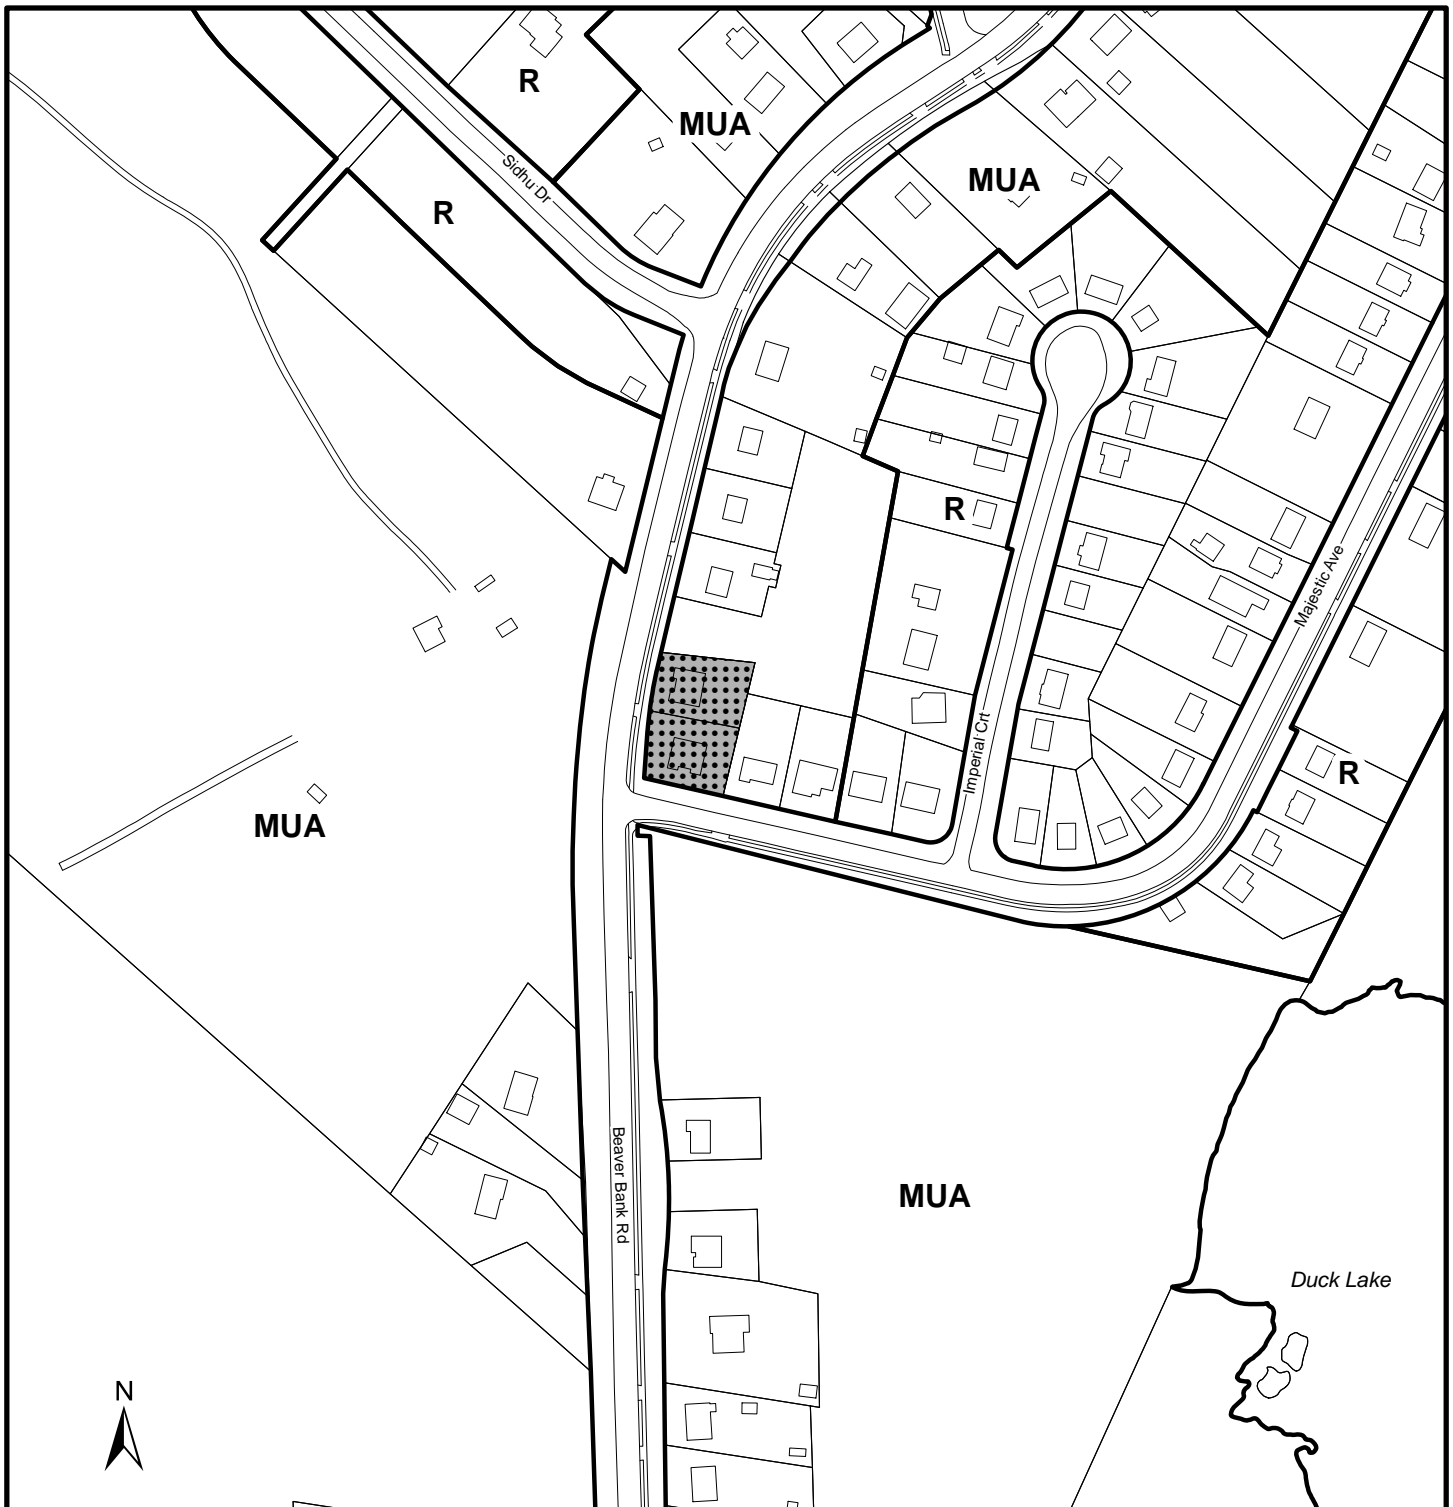 R
MUA
Sidhu Dr
MUA
R
R
Majestic Ave
Imperial Crt
R
MUA
Beaver Bank Rd
MUA
Duck Lake
N